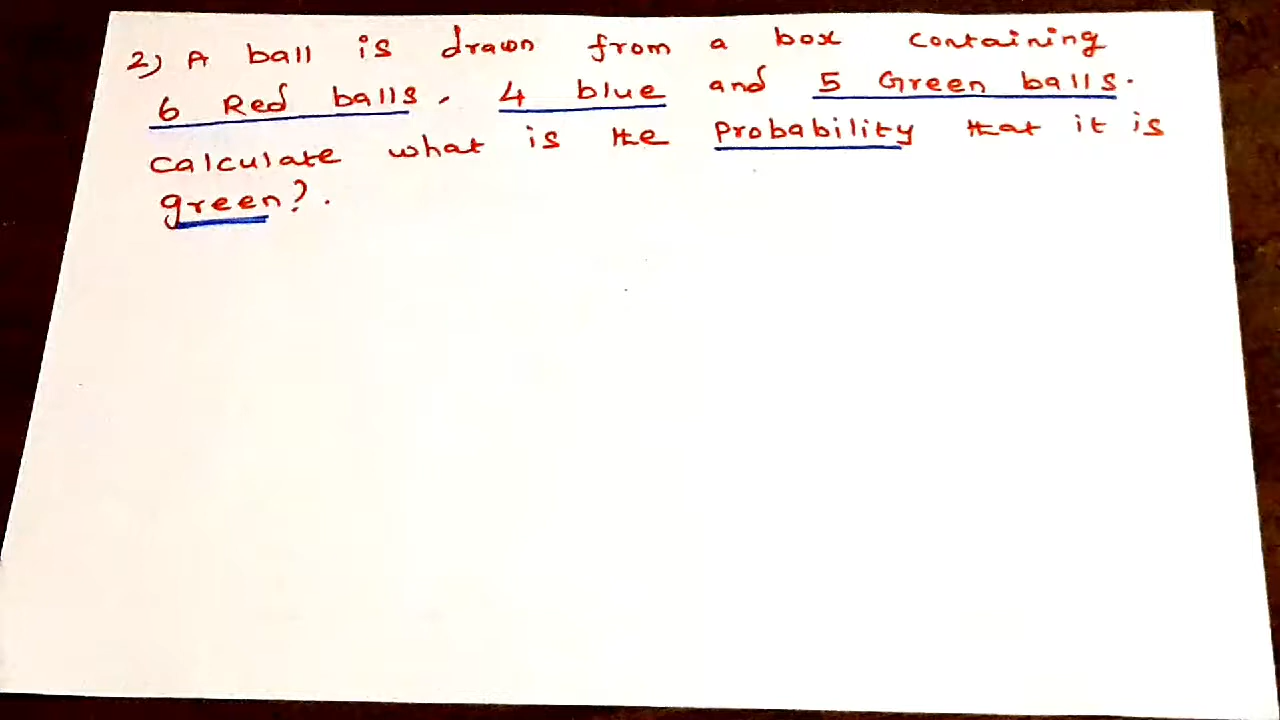 2) A ball is drawn from a box containing
6 Red balls, 4 blue and 5 Green balls.
calculate what is the Probability that it is
green?.